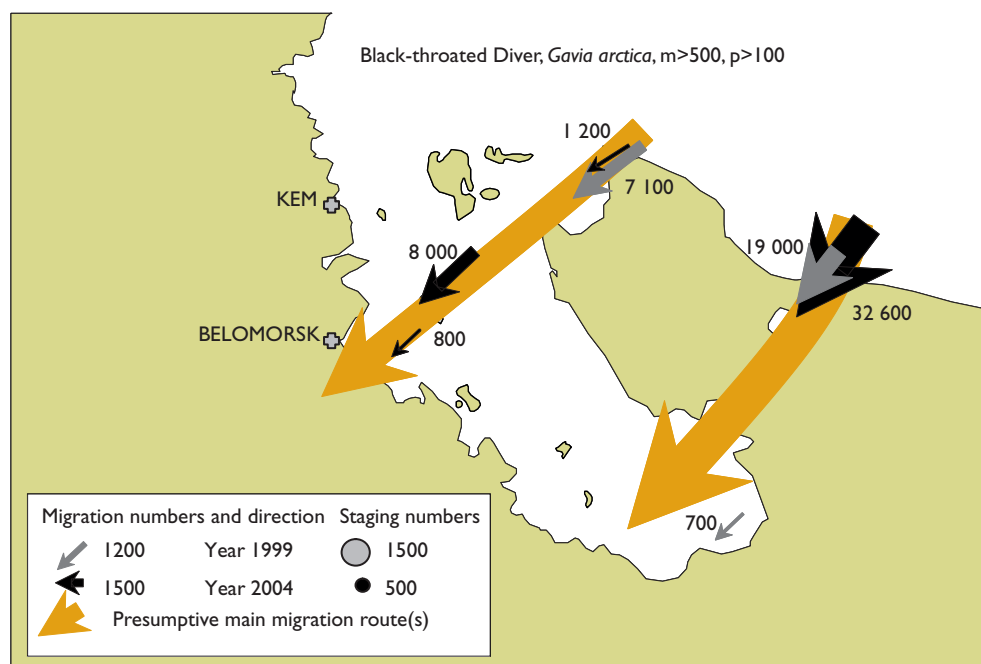 Black-throated Diver, Gavia arctica, m>500, p>100
1 200
7 100
KEM
8 000
19 000
32 600
BELOMORSK
800
700
Migration numbers and direction Staging numbers
1200 Year 1999 1500
1500 Year 2004 500
Presumptive main migration route(s)